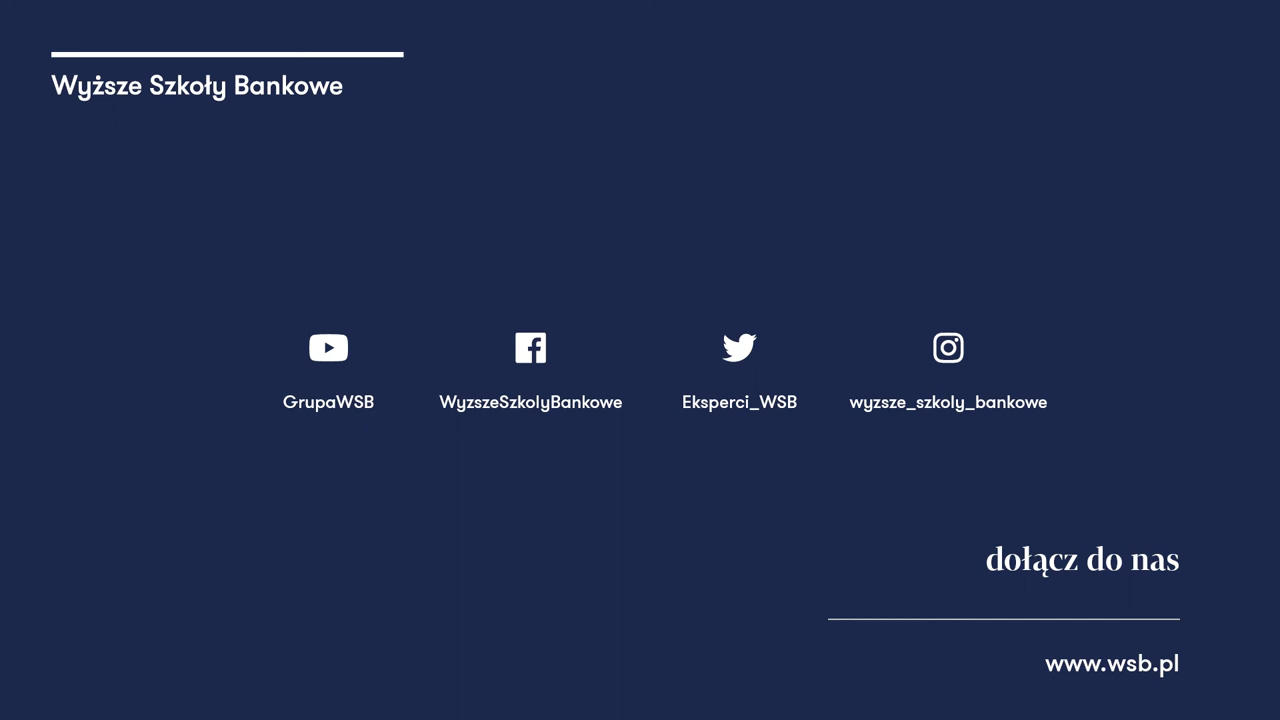 Wyższe Szkoły Bankowe
GrupaWSB
WyzszeSzkolyBankowe
Eksperci_WSB
wyzsze_szkoly_bankowe
dołącz do nas
www.wsb.pl